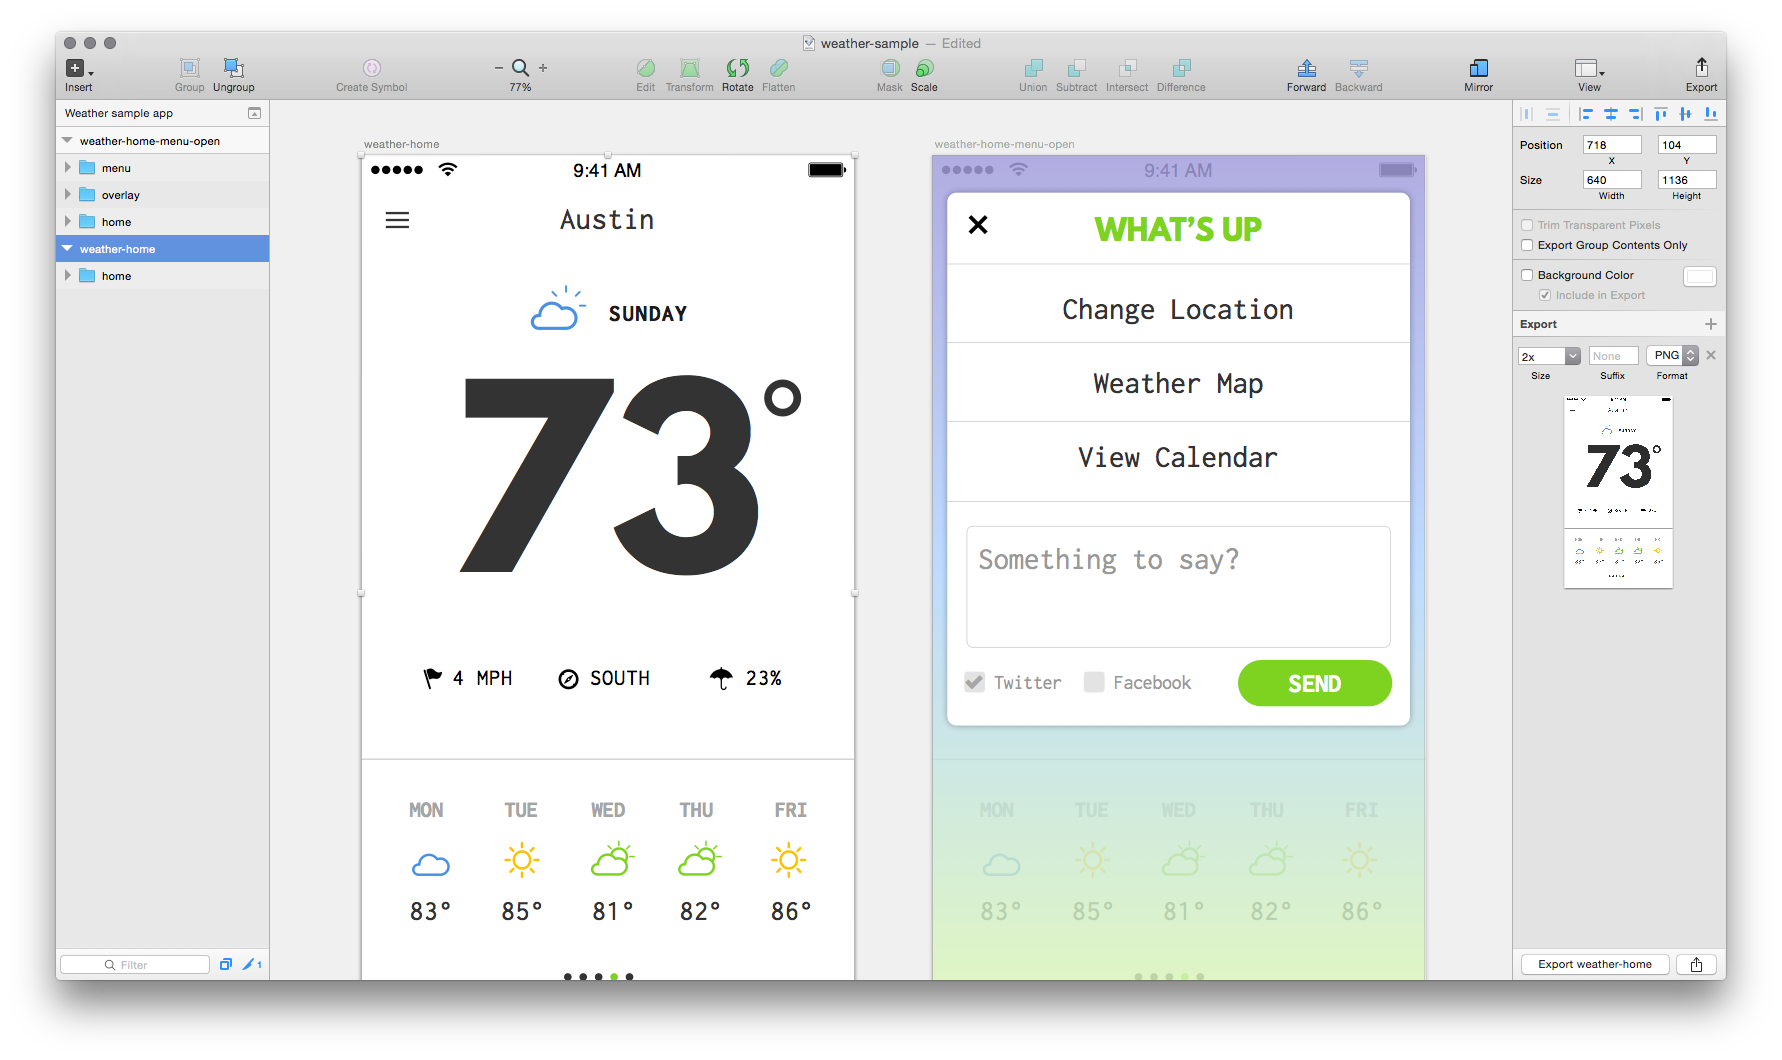 weather-sample — Edited
Insert Group Ungroup Create Symbol 77% Edit Transform Rotate Flatten Mask Scale Union Subtract Intersect Difference Forward Backward Mirror View Export
Weather sample app
weather-home-menu-open
menu
overlay
home
weather-home
home
Filter
1
weather-home
9:41 AM
Austin
SUNDAY
73°
4 MPH SOUTH 23%
MON TUE WED THU FRI
83° 85° 81° 82° 86°
weather-home-menu-open
9:41 AM
WHAT'S UP
Change Location
Weather Map
View Calendar
Something to say?
Twitter Facebook SEND
MON TUE WED THU FRI
83° 85° 81° 82° 86°
Position 718 104
X Y
Size 640 1136
Width Height
Trim Transparent Pixels
Export Group Contents Only
Background Color
Include in Export
Export
2x None PNG
Size Suffix Format
Austin
SUNDAY
73°
Export weather-home